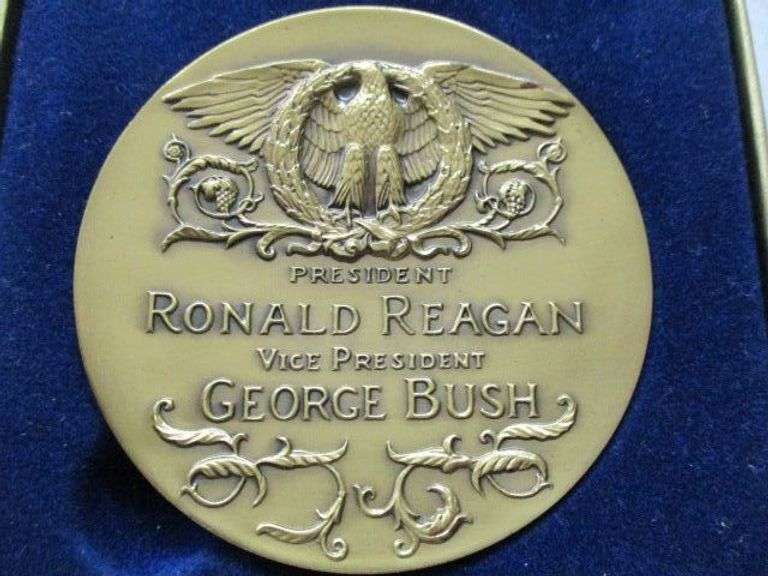 PRESIDENT
RONALD REAGAN
VICE PRESIDENT
GEORGE BUSH